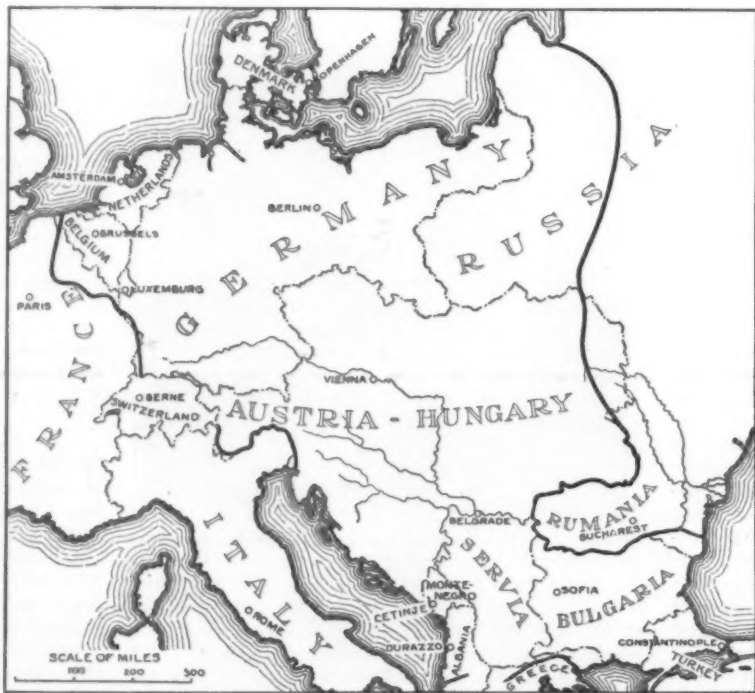 DENMARK
COPENHAGEN
RUSSIA
GERMANY
AMSTERDAM
NETHERLANDS
BERLIN
BELGIUM
BRUSSELS
LUXEMBURG
PARIS
FRANCE
VIENNA
BERNE
SWITZERLAND
AUSTRIA - HUNGARY
ITALY
BELGRADE
RUMANIA
BUCHAREST
SERVIA
MONTE-
NEGRO
SOFIA
BULGARIA
CETINJE
ROME
CONSTANTINOPLE
DURAZZO
ALBANIA
TURKEY
GREECE
SCALE OF MILES
100 200 300